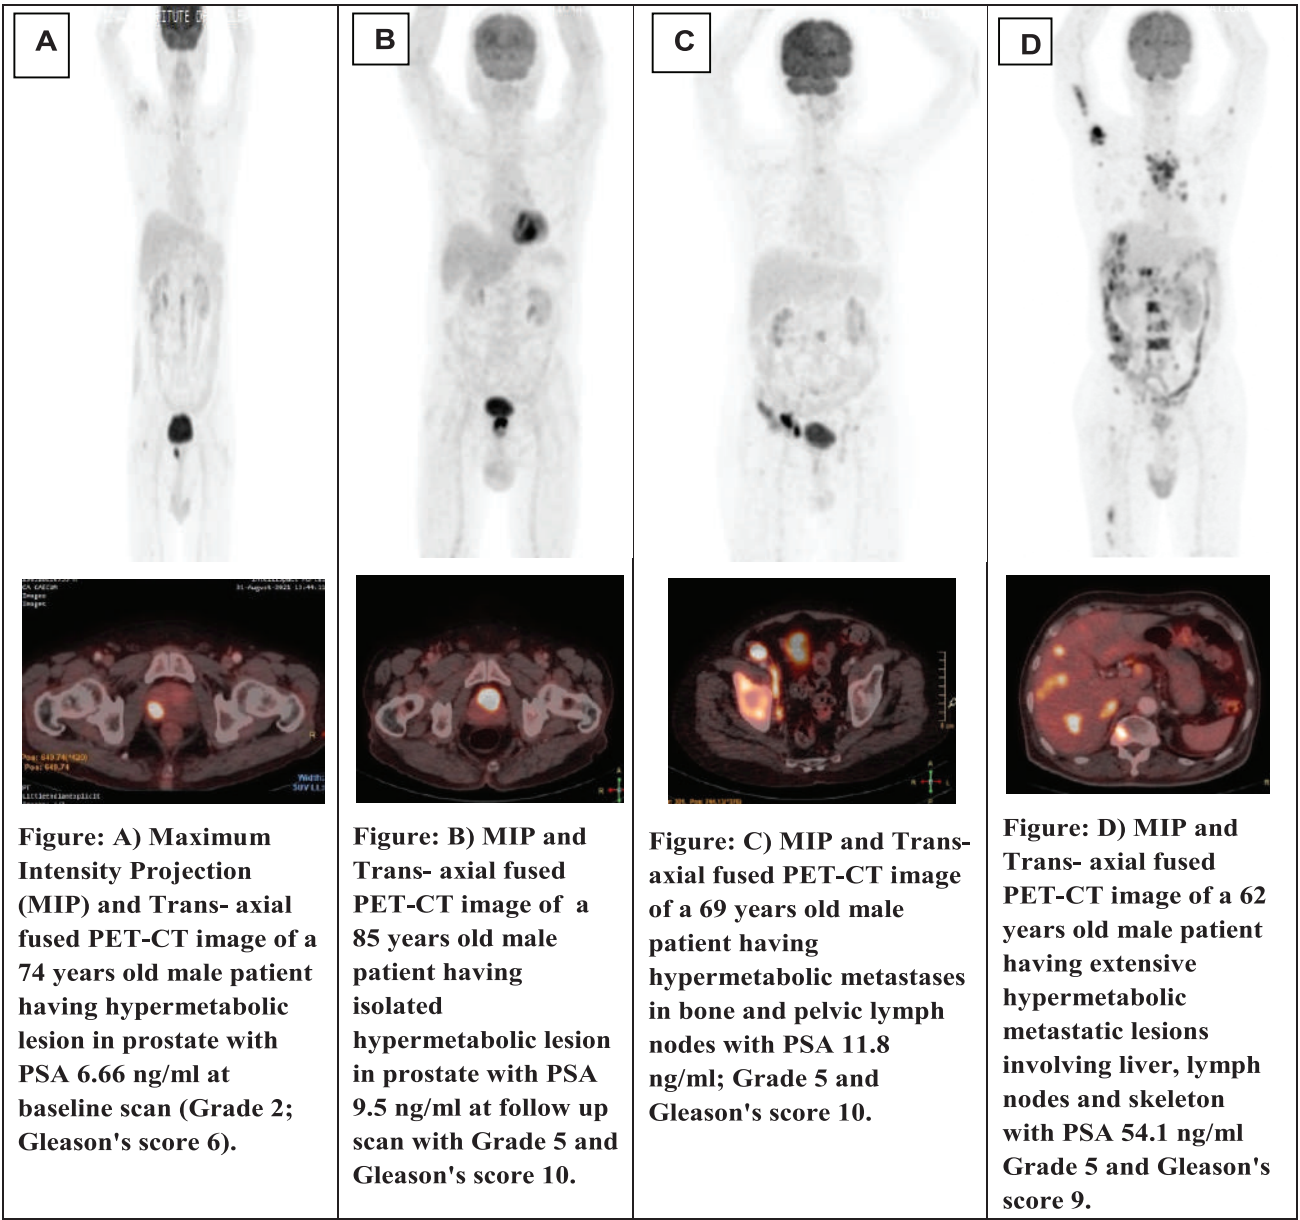 A
B
C
D
Figure: A) Maximum
Intensity Projection
(MIP) and Trans- axial
fused PET-CT image of a
74 years old male patient
having hypermetabolic
lesion in prostate with
PSA 6.66 ng/ml at
baseline scan (Grade 2;
Gleason's score 6).
Figure: B) MIP and
Trans- axial fused
PET-CT image of a
85 years old male
patient having
isolated
hypermetabolic lesion
in prostate with PSA
9.5 ng/ml at follow up
scan with Grade 5 and
Gleason's score 10.
Figure: C) MIP and Trans-
axial fused PET-CT image
of a 69 years old male
patient having
hypermetabolic metastases
in bone and pelvic lymph
nodes with PSA 11.8
ng/ml; Grade 5 and
Gleason's score 10.
Figure: D) MIP and
Trans- axial fused
PET-CT image of a 62
years old male patient
having extensive
hypermetabolic
metastatic lesions
involving liver, lymph
nodes and skeleton
with PSA 54.1 ng/ml
Grade 5 and Gleason's
score 9.